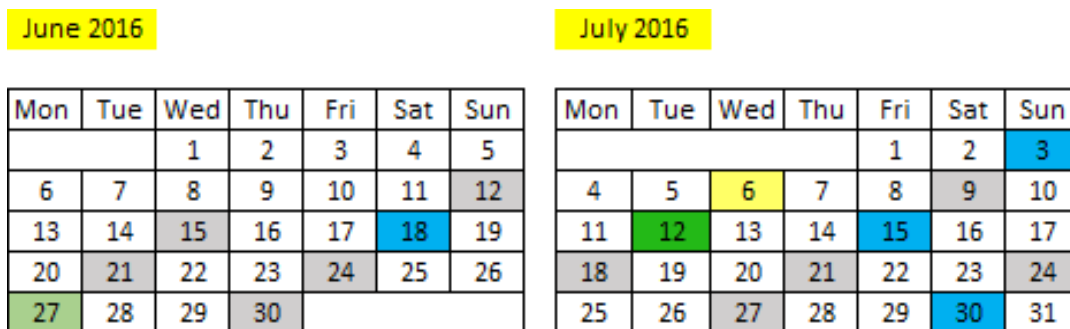 June 2016 July 2016
Mon Tue Wed Thu Fri Sat Sun
1 2 3 4 5
6 7 8 9 10 11 12
13 14 15 16 17 18 19
20 21 22 23 24 25 26
27 28 29 30
Mon Tue Wed Thu Fri Sat Sun
1 2 3
4 5 6 7 8 9 10
11 12 13 14 15 16 17
18 19 20 21 22 23 24
25 26 27 28 29 30 31